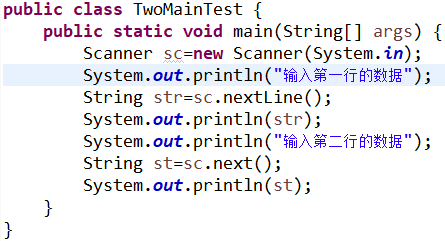 public class TwoMainTest {
    public static void main(String[] args) {
        Scanner sc=new Scanner(System.in);
        System.out.println("输入第一行的数据");
        String str=sc.nextLine();
        System.out.println(str);
        System.out.println("输入第二行的数据");
        String st=sc.next();
        System.out.println(st);
    }
}